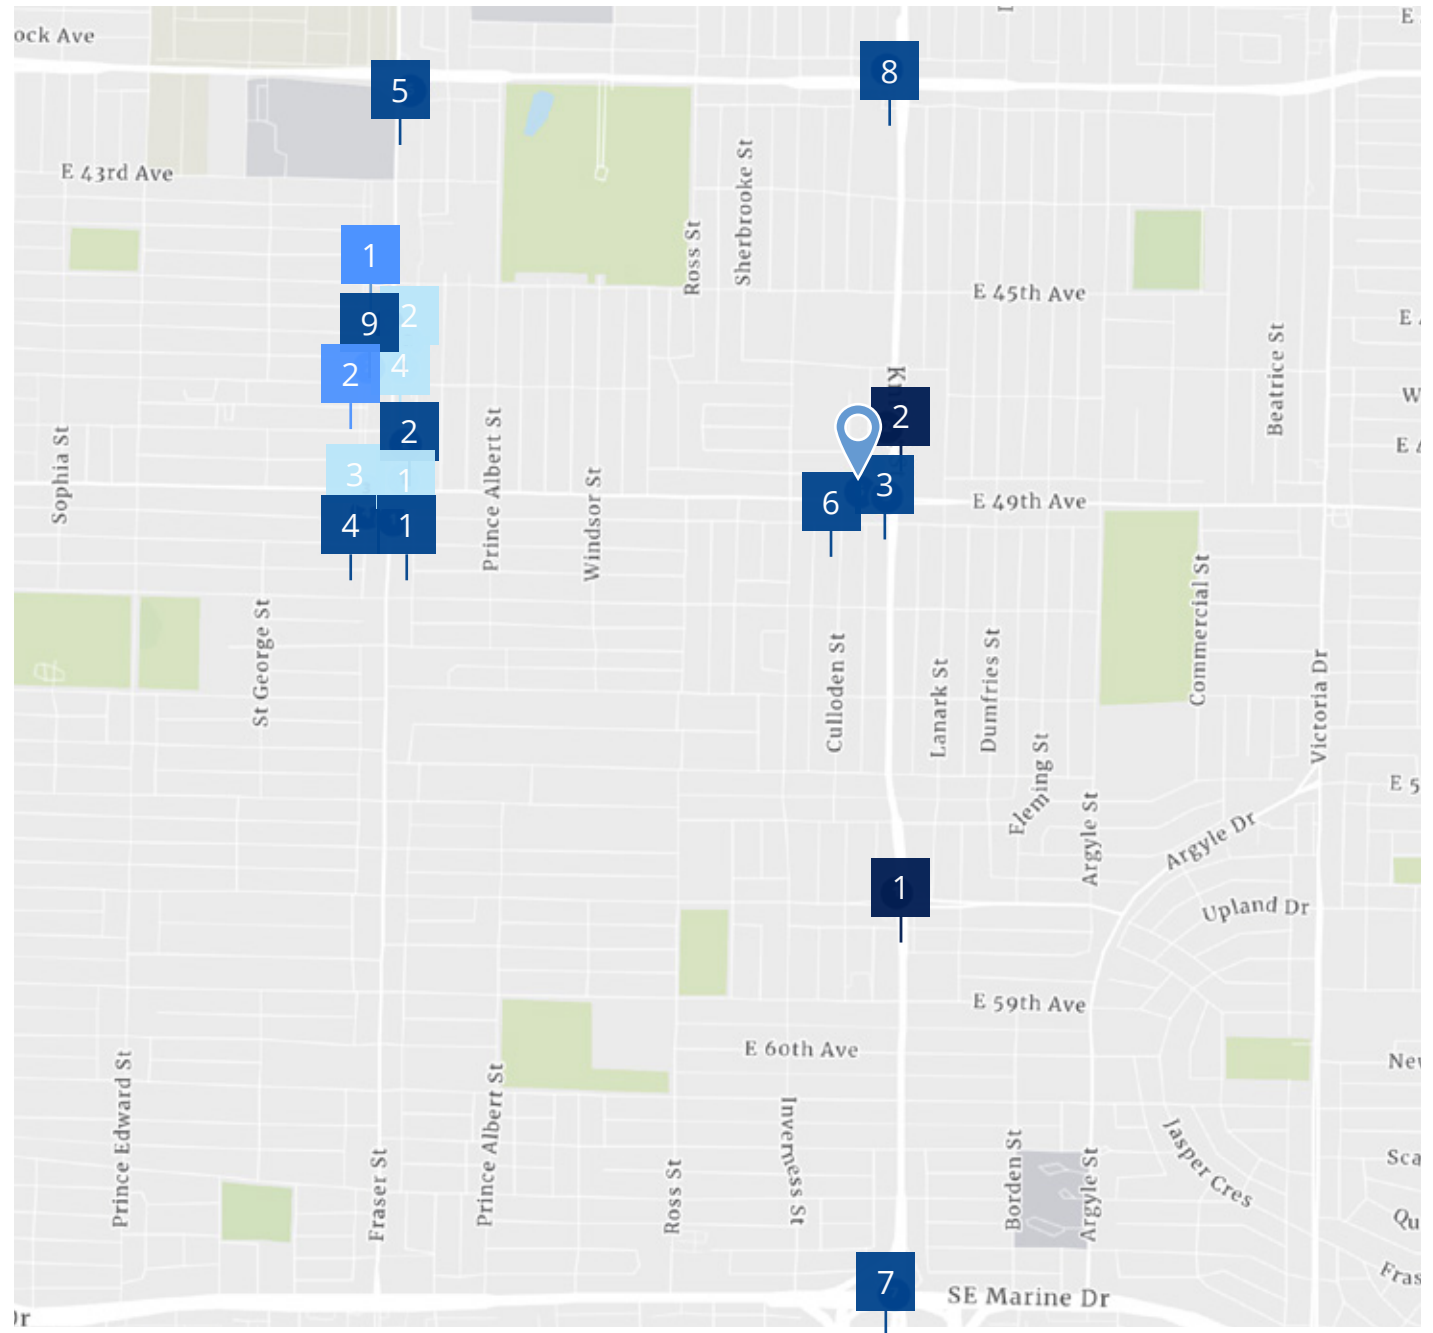 ock Ave
E
5
8
E 43rd Ave
Sherbrooke St
Ross St
1
E 45th Ave
9
2
2
4
Beatrice St
W
2
2
Sophia St
Prince Albert St
3
1
4
1
Windsor St
6
3
E 49th Ave
St George St
Culloden St
Lanark St
Dumfries St
Commercial St
Victoria Dr
Fleming St
E 5
Argyle St
Argyle Dr
1
Upland Dr
E 59th Ave
E 60th Ave
Prince Edward St
Fraser St
Prince Albert St
Ross St
Inverness St
Borden St
Argyle St
Jasper Cres
Sca
Qu
Fras
7
SE Marine Dr